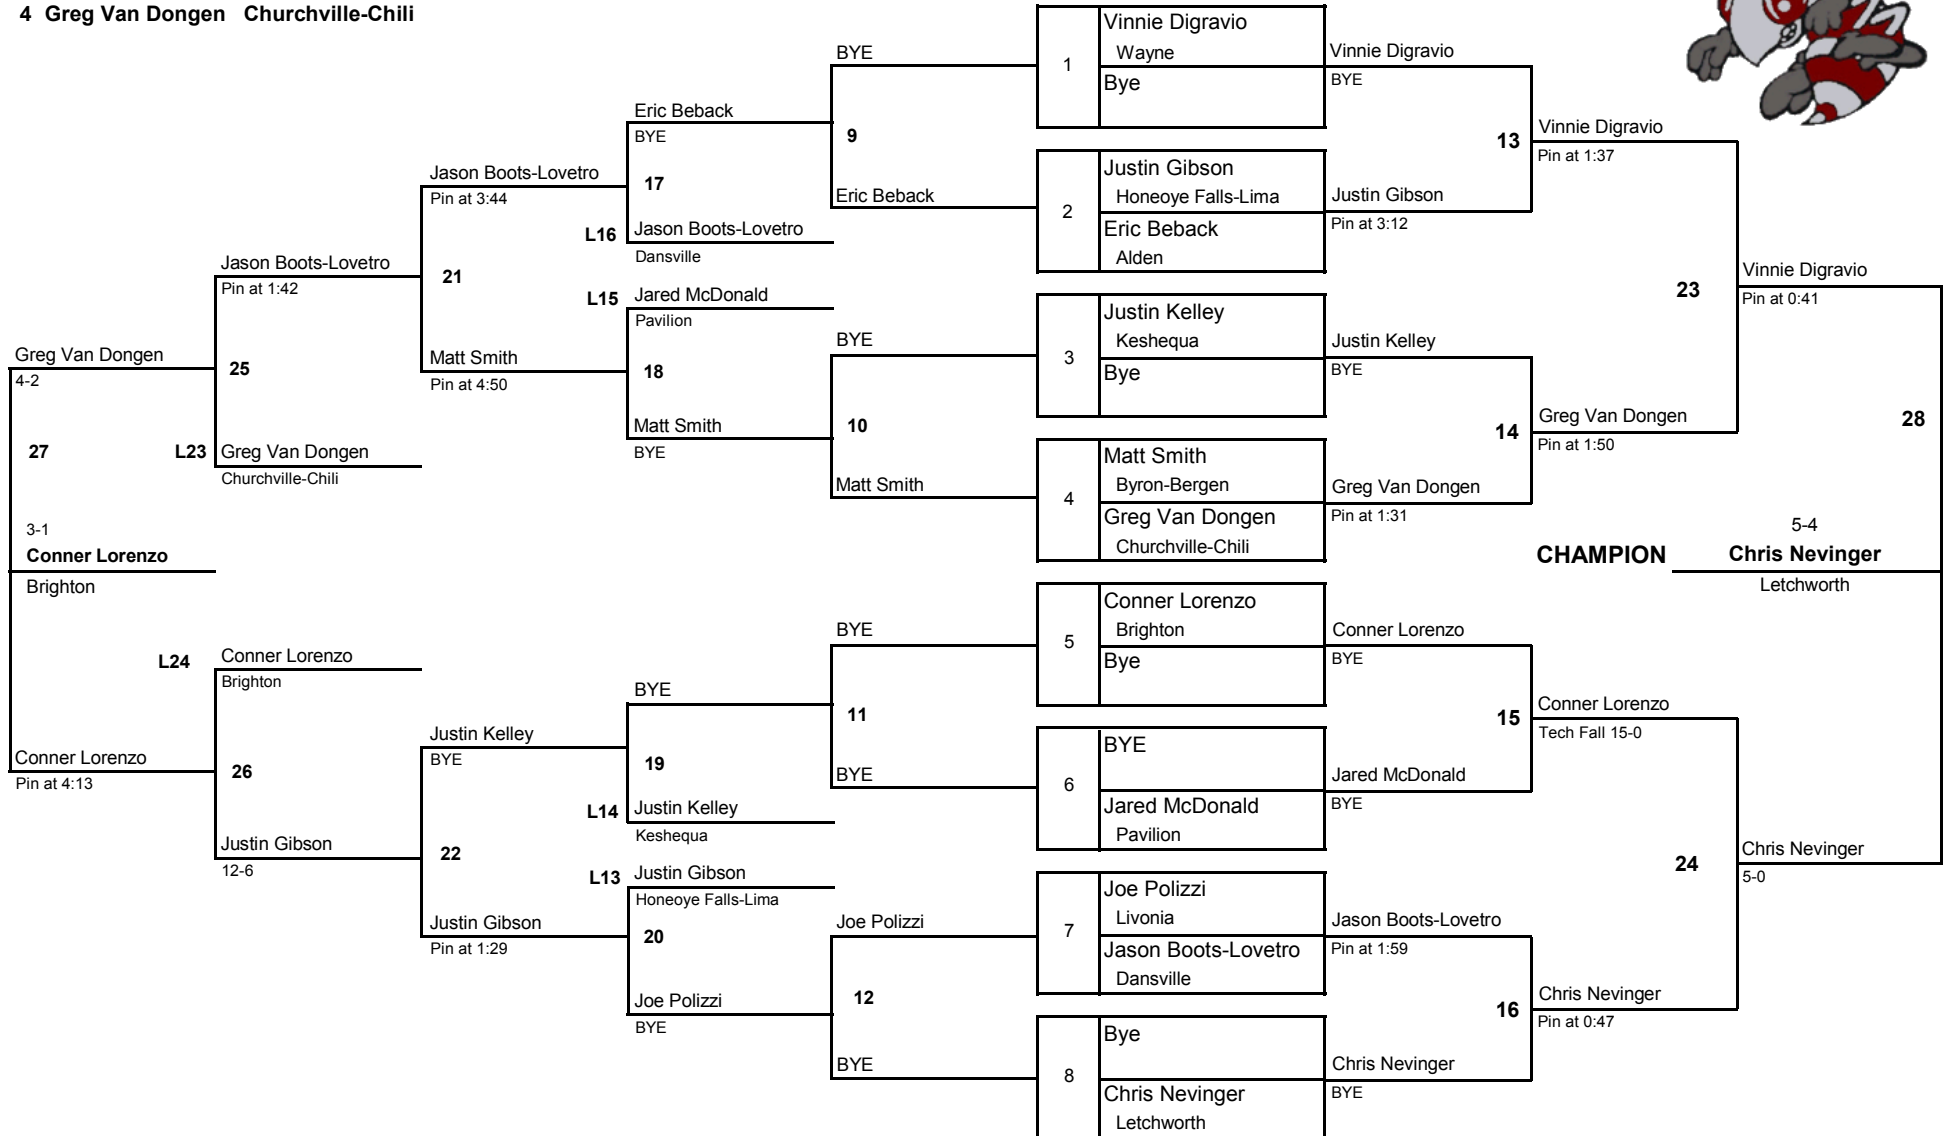 4 Greg Van Dongen Churchville-Chili
Greg Van Dongen
4-2
27
3-1
Conner Lorenzo
Brighton
Conner Lorenzo
Pin at 4:13
Jason Boots-Lovetro
Pin at 1:42
25
L23 Greg Van Dongen
Churchville-Chili
L24 Conner Lorenzo
Brighton
26
Justin Gibson
12-6
Jason Boots-Lovetro
Pin at 3:44
21
Matt Smith
Pin at 4:50
Justin Kelley
BYE
22
Justin Gibson
Pin at 1:29
Eric Beback
BYE
17
L16 Jason Boots-Lovetro
Dansville
L15 Jared McDonald
Pavilion
18
Matt Smith
BYE
BYE
19
L14 Justin Kelley
Keshequa
L13 Justin Gibson
Honeoye Falls-Lima
20
Joe Polizzi
BYE
BYE
9
Eric Beback
BYE
10
Matt Smith
BYE
11
BYE
Joe Polizzi
12
BYE
1
Vinnie Digravio
Wayne
Bye
2
Justin Gibson
Honeoye Falls-Lima
Eric Beback
Alden
3
Justin Kelley
Keshequa
Bye
4
Matt Smith
Byron-Bergen
Greg Van Dongen
Churchville-Chili
5
Conner Lorenzo
Brighton
Bye
6
BYE
Jared McDonald
Pavilion
7
Joe Polizzi
Livonia
Jason Boots-Lovetro
Dansville
8
Bye
Chris Nevinger
Letchworth
Vinnie Digravio
BYE
13
Justin Gibson
Pin at 3:12
Justin Kelley
BYE
14
Greg Van Dongen
Pin at 1:31
Conner Lorenzo
BYE
15
Jared McDonald
BYE
Jason Boots-Lovetro
Pin at 1:59
16
Chris Nevinger
BYE
Vinnie Digravio
Pin at 1:37
23
Greg Van Dongen
Pin at 1:50
Conner Lorenzo
Tech Fall 15-0
24
Chris Nevinger
Pin at 0:47
Vinnie Digravio
Pin at 0:41
28
5-4
CHAMPION Chris Nevinger
Letchworth
Chris Nevinger
5-0